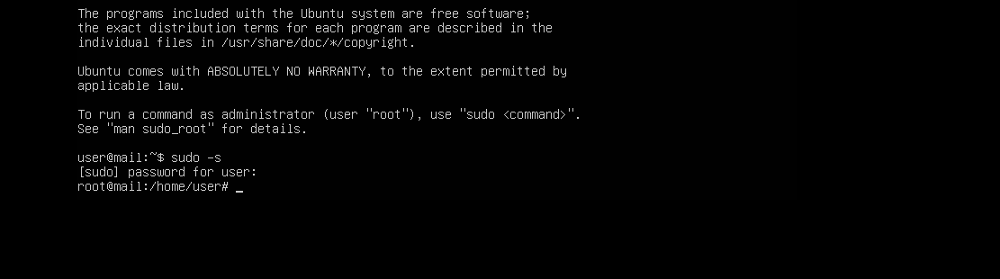 The programs included with the Ubuntu system are free software;
the exact distribution terms for each program are described in the
individual files in /usr/share/doc/*/copyright.
Ubuntu comes with ABSOLUTELY NO WARRANTY, to the extent permitted by
applicable law.
To run a command as administrator (user "root"), use "sudo <command>".
See "man sudo_root" for details.
user@mail:~$ sudo -s
[sudo] password for user:
root@mail:/home/user# _